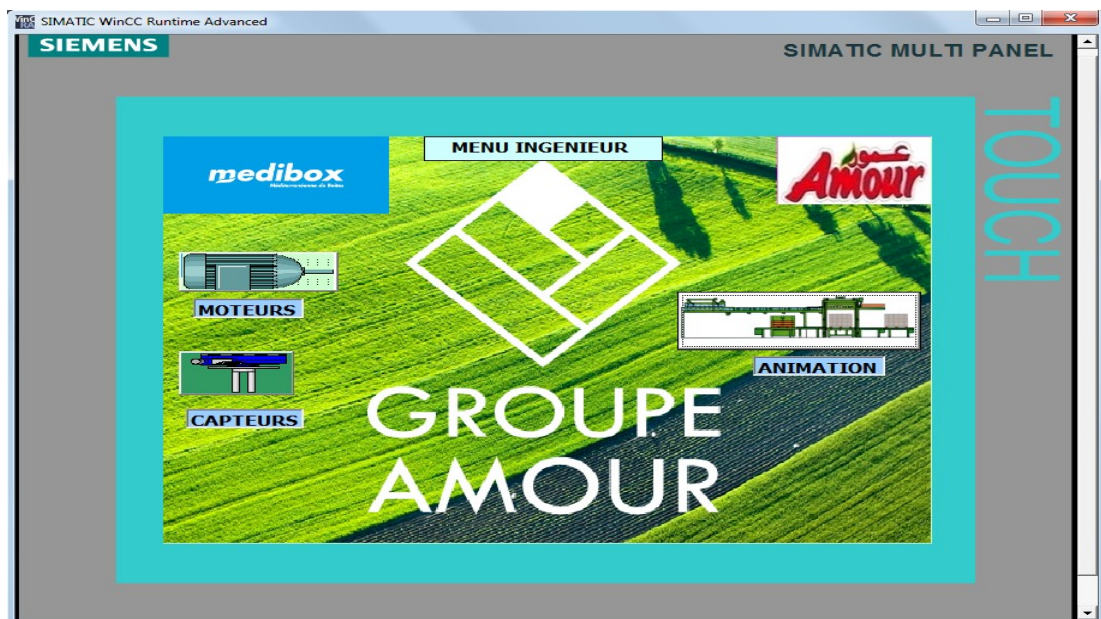 SIMATIC WinCC Runtime Advanced
SIEMENS
SIMATIC MULTI PANEL
TOUCH
MENU INGENIEUR
medibox
عمور
Amour
MOTEURS
ANIMATION
CAPTEURS
GROUPE
AMOUR